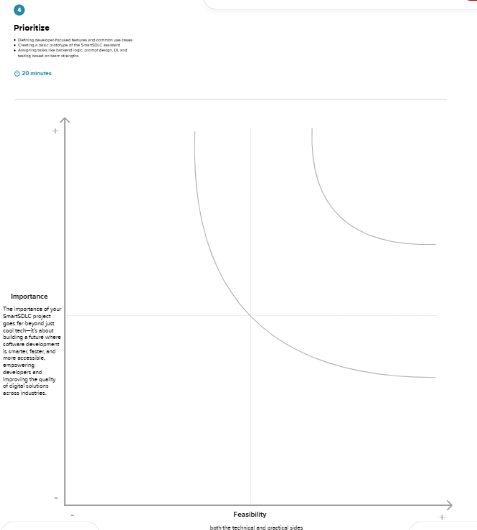 4
Prioritize
• Defining developer-focused features and common use cases
• Creating a basic prototype of the SmartSDLC assistant
• Assigning tasks like backend logic, prompt design, UI, and
testing based on team strengths
20 minutes
+
Importance
The importance of your
SmartSDLC project
goes far beyond just
cool tech—it's about
building a future where
software development
is smarter, faster, and
more accessible,
empowering
developers and
improving the quality
of digital solutions
across industries.
-
-
Feasibility
+
both the technical and practical sides